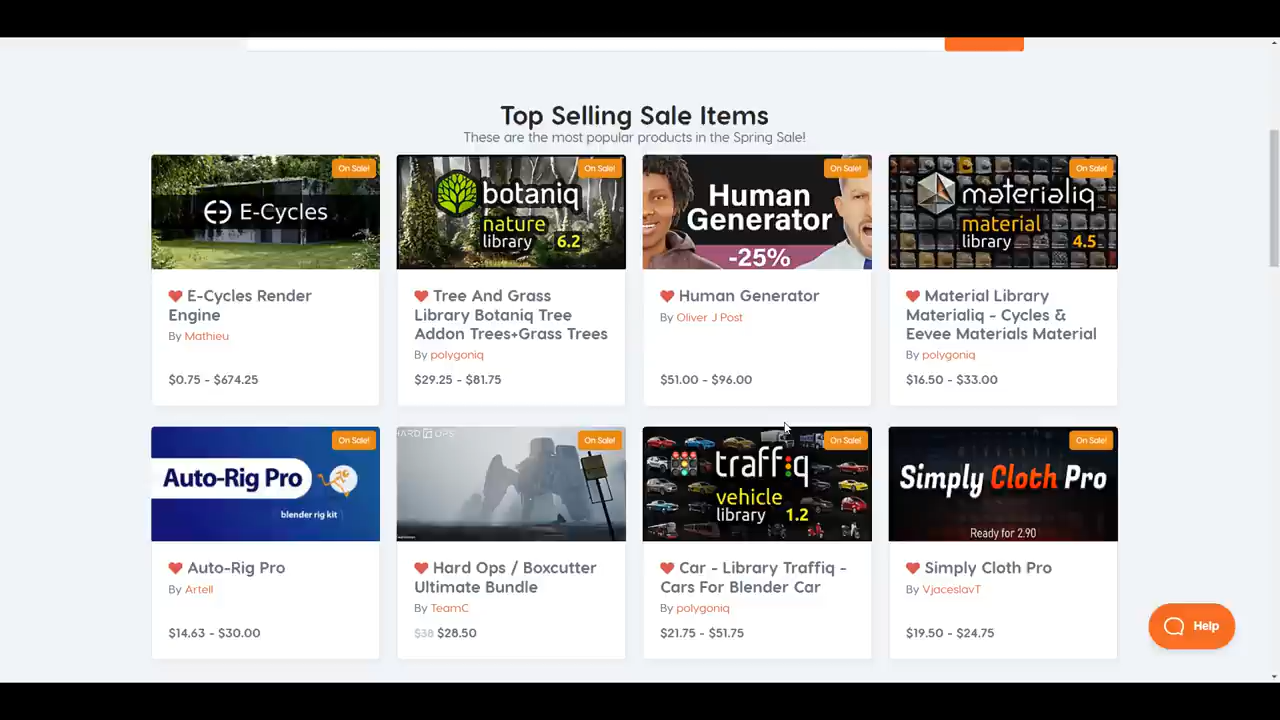 Top Selling Sale Items
These are the most popular products in the Spring Sale!
On Sale!
E-Cycles
E-Cycles Render
Engine
By Mathieu
$0.75 - $674.25
On Sale!
botaniq
nature
library 6.2
Tree And Grass
Library Botaniq Tree
Addon Trees+Grass Trees
By polygoniq
$29.25 - $81.75
On Sale!
Human
Generator
-25%
Human Generator
By Oliver J Post
$51.00 - $96.00
On Sale!
materialiq
material
library 4.5
Material Library
Materialiq - Cycles &
Eevee Materials Material
By polygoniq
$16.50 - $33.00
On Sale!
Auto-Rig Pro
blender rig kit
Auto-Rig Pro
By Artell
$14.63 - $30.00
HARD OPS
On Sale!
Hard Ops / Boxcutter
Ultimate Bundle
By TeamC
$38 $28.50
On Sale!
traffiq
vehicle
library 1.2
Car - Library Traffiq -
Cars For Blender Car
By polygoniq
$21.75 - $51.75
On Sale!
Simply Cloth Pro
Ready for 2.90
Simply Cloth Pro
By VjaceslavT
$19.50 - $24.75
Help